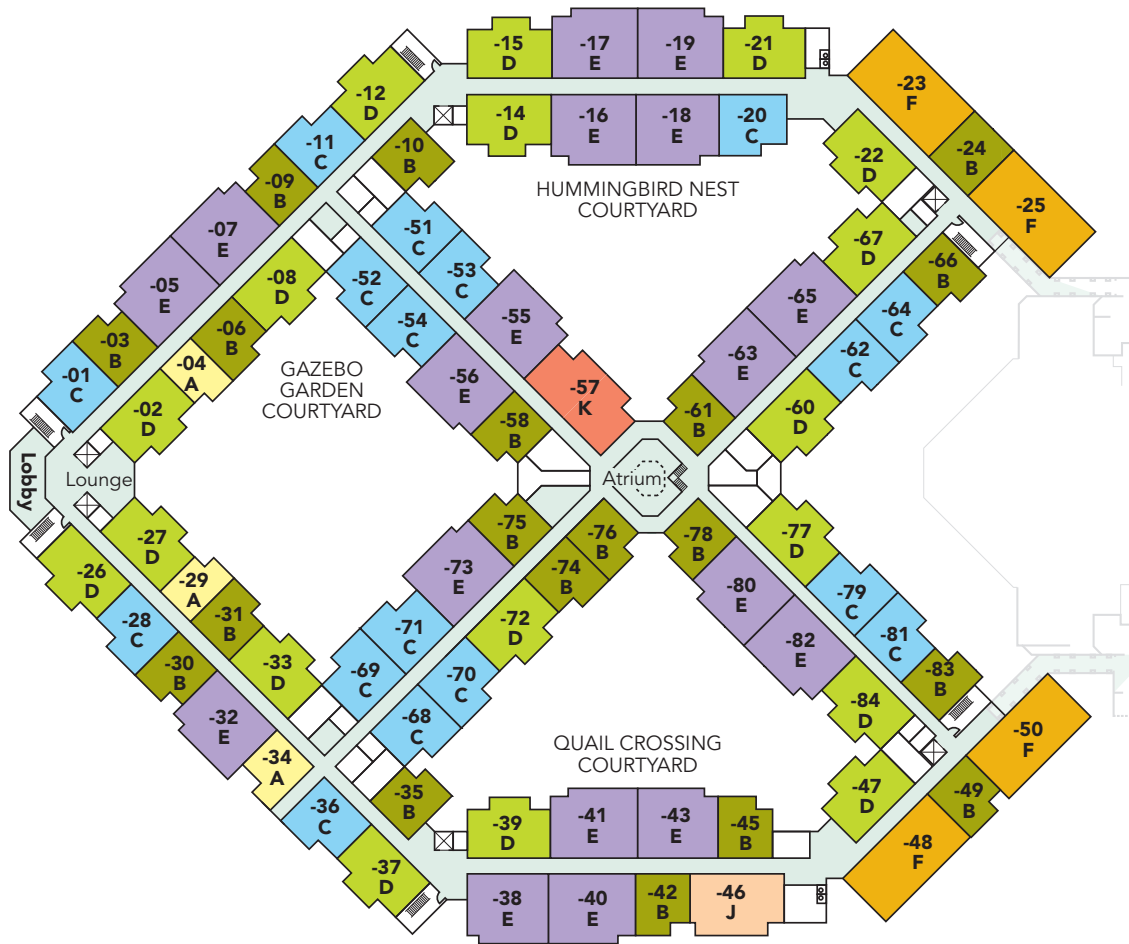 -15
D
-17
E
-19
E
-21
D
-23
F
-12
D
-14
D
-16
E
-18
E
-20
C
-11
C
-10
B
-24
B
-22
D
-09
B
HUMMINGBIRD NEST
COURTYARD
-25
F
-07
E
-51
C
-67
D
-53
C
-66
B
-05
E
-08
D
-52
C
-65
E
-64
C
-03
B
-06
B
-54
C
-55
E
-63
E
-62
C
-01
C
-04
A
GAZEBO
GARDEN
COURTYARD
-56
E
-57
K
-02
D
-58
B
-61
B
-60
D
Lobby
Lounge
Atrium
-27
D
-75
B
-76
B
-78
B
-77
D
-26
D
-29
A
-73
E
-74
B
-80
E
-79
C
-28
C
-31
B
-71
C
-72
D
-82
E
-81
C
-30
B
-33
D
-69
C
-70
C
-83
B
-32
E
-68
C
-84
D
-34
A
QUAIL CROSSING
COURTYARD
-50
F
-36
C
-35
B
-47
D
-49
B
-39
D
-41
E
-43
E
-45
B
-48
F
-37
D
-38
E
-40
E
-42
B
-46
J